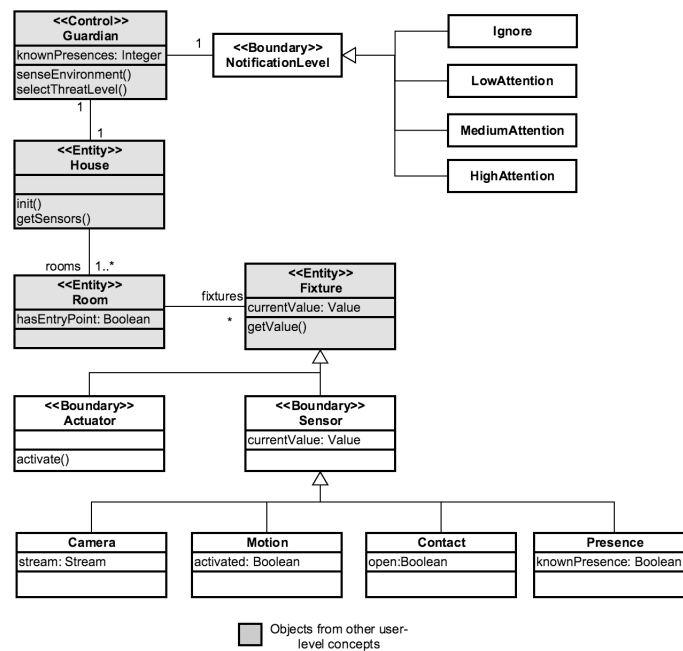 <<Control>>
Guardian
knownPresences: Integer
senseEnvironment()
selectThreatLevel()
1
<<Boundary>>
NotificationLevel
Ignore
LowAttention
MediumAttention
HighAttention
1
1
<<Entity>>
House
init()
getSensors()
rooms
1..*
<<Entity>>
Room
hasEntryPoint: Boolean
fixtures
*
<<Entity>>
Fixture
currentValue: Value
getValue()
<<Boundary>>
Actuator
activate()
<<Boundary>>
Sensor
currentValue: Value
Camera
stream: Stream
Motion
activated: Boolean
Contact
open:Boolean
Presence
knownPresence: Boolean
Objects from other user-
level concepts